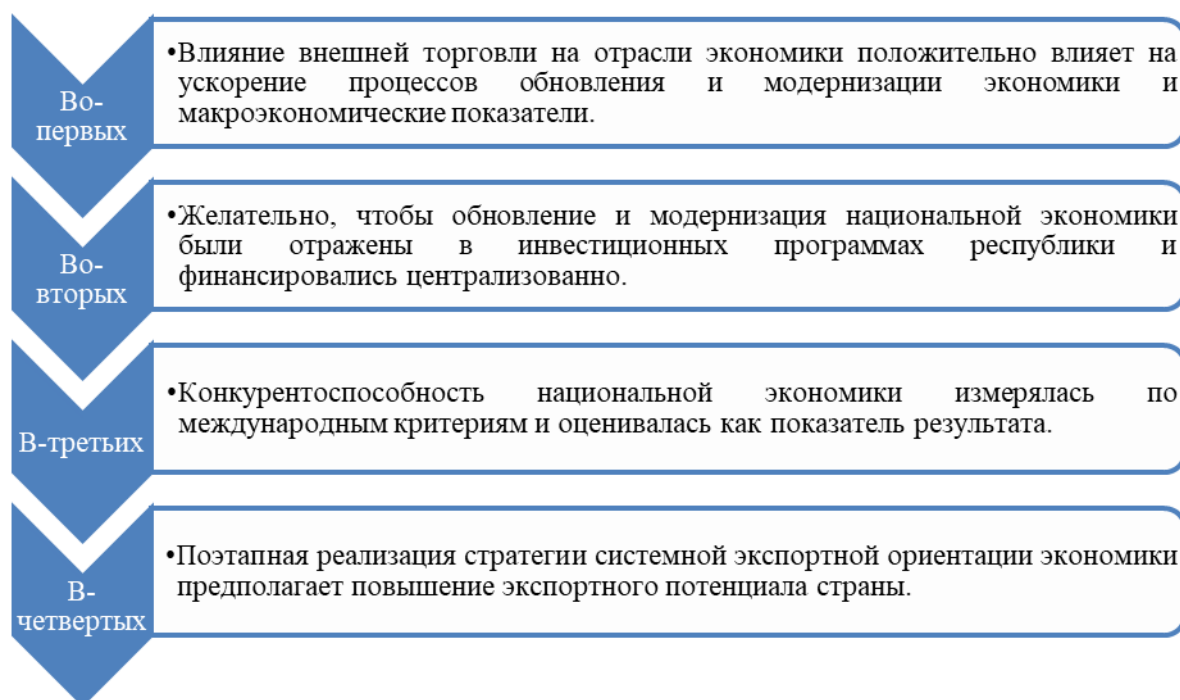 Во-
первых
•Влияние внешней торговли на отрасли экономики положительно влияет на
ускорение процессов обновления и модернизации экономики и
макроэкономические показатели.
Во-
вторых
•Желательно, чтобы обновление и модернизация национальной экономики
были отражены в инвестиционных программах республики и
финансировались централизованно.
В-третьих
•Конкурентоспособность национальной экономики измерялась по
международным критериям и оценивалась как показатель результата.
В-
четвертых
•Поэтапная реализация стратегии системной экспортной ориентации экономики
предполагает повышение экспортного потенциала страны.